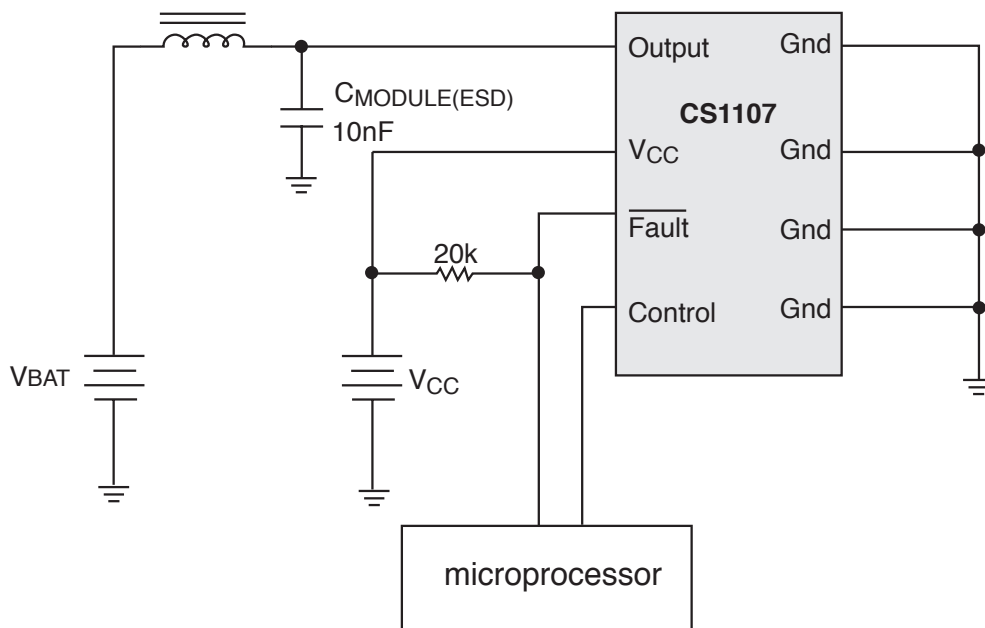 Output
Gnd
CMODULE(ESD)
10nF
CS1107
VCC
Gnd
Fault
Gnd
20k
Control
Gnd
VBAT
VCC
microprocessor